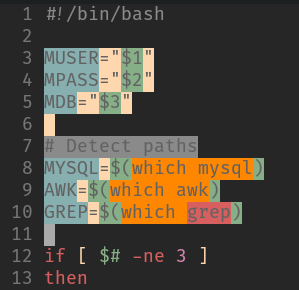 1 #!/bin/bash
2
3 MUSER="$1"
4 MPASS="$2"
5 MDB="$3"
6
7 # Detect paths
8 MYSQL=$(which mysql)
9 AWK=$(which awk)
10 GREP=$(which grep)
11
12 if [ $# -ne 3 ]
13 then